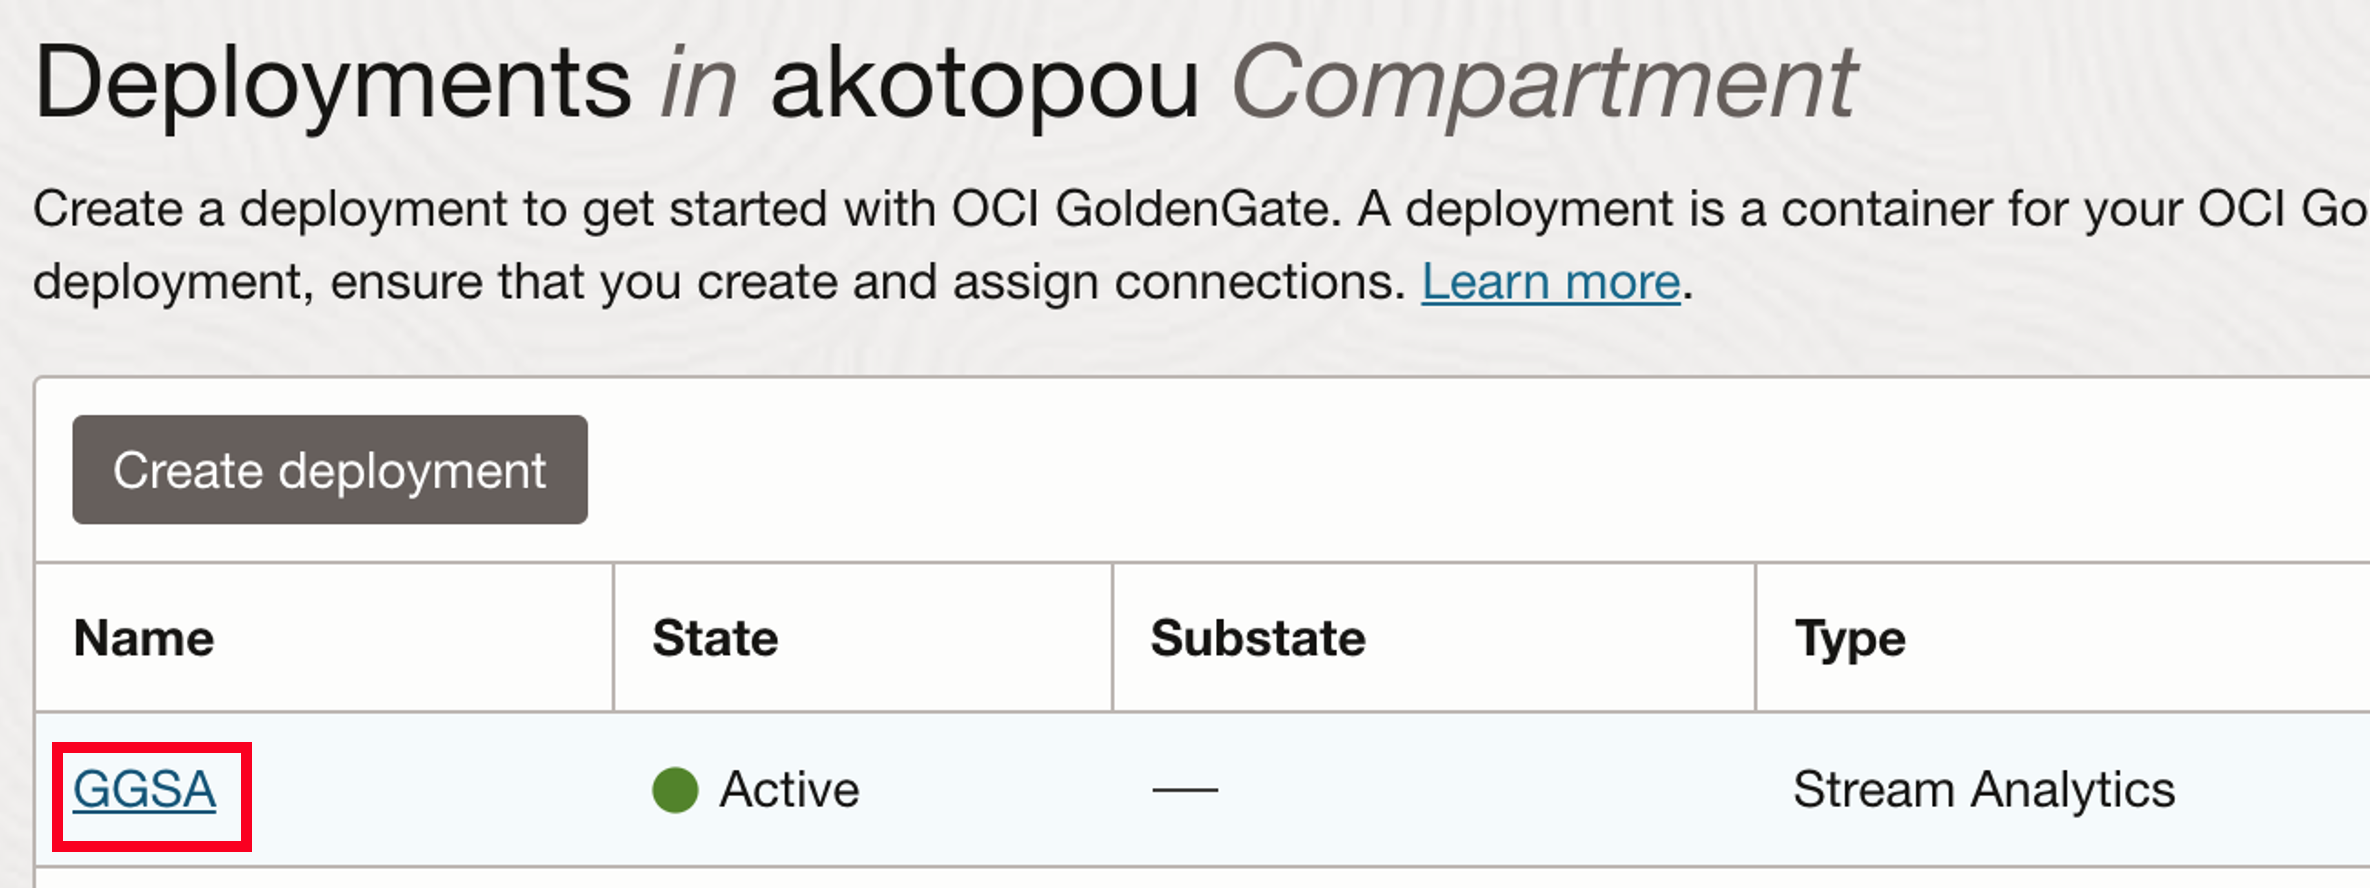 Deployments in akotopou Compartment
Create a deployment to get started with OCI GoldenGate. A deployment is a container for your OCI Go
deployment, ensure that you create and assign connections. Learn more.
Create deployment
Name State Substate Type
GGSA Active — Stream Analytics